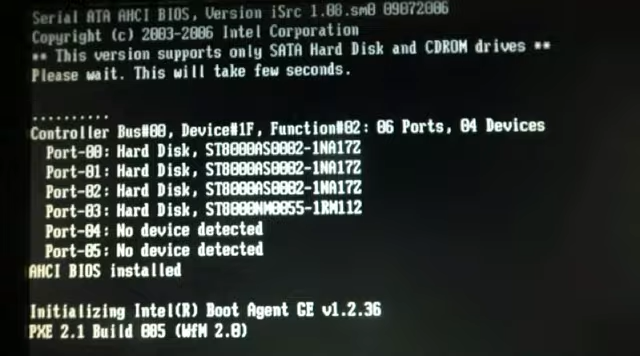 Serial ATA AHCI BIOS, Version iSrc 1.00.sm0 09072006
Copyright (c) 2003-2006 Intel Corporation
** This version supports only SATA Hard Disk and CDROM drives **
Please wait. This will take few seconds.
..........
Controller Bus#00, Device#1F, Function#02: 06 Ports, 04 Devices
Port-00: Hard Disk, ST8000AS0002-1NA17Z
Port-01: Hard Disk, ST8000AS0002-1NA17Z
Port-02: Hard Disk, ST8000AS0002-1NA17Z
Port-03: Hard Disk, ST8000NM0055-1RM112
Port-04: No device detected
Port-05: No device detected
AHCI BIOS installed
Initializing Intel(R) Boot Agent GE v1.2.36
PXE 2.1 Build 085 (WfM 2.0)